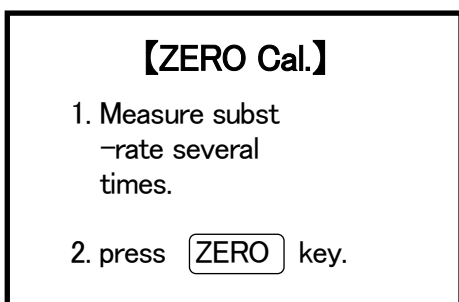 【ZERO Cal.】
1. Measure subst
-rate several
times.
2. press ZERO key.